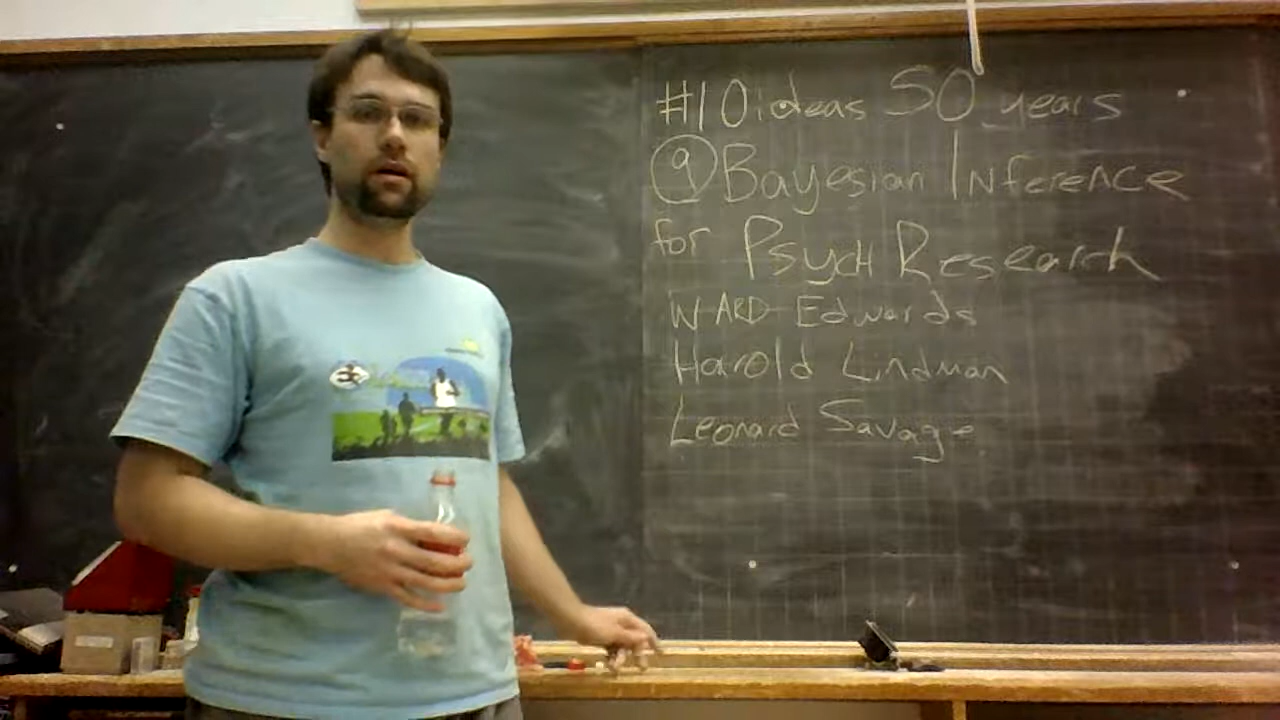 #10 ideas 50 years
9 Bayesian Inference
for Psych Research
Ward Edwards
Harold Lindman
Leonard Savage